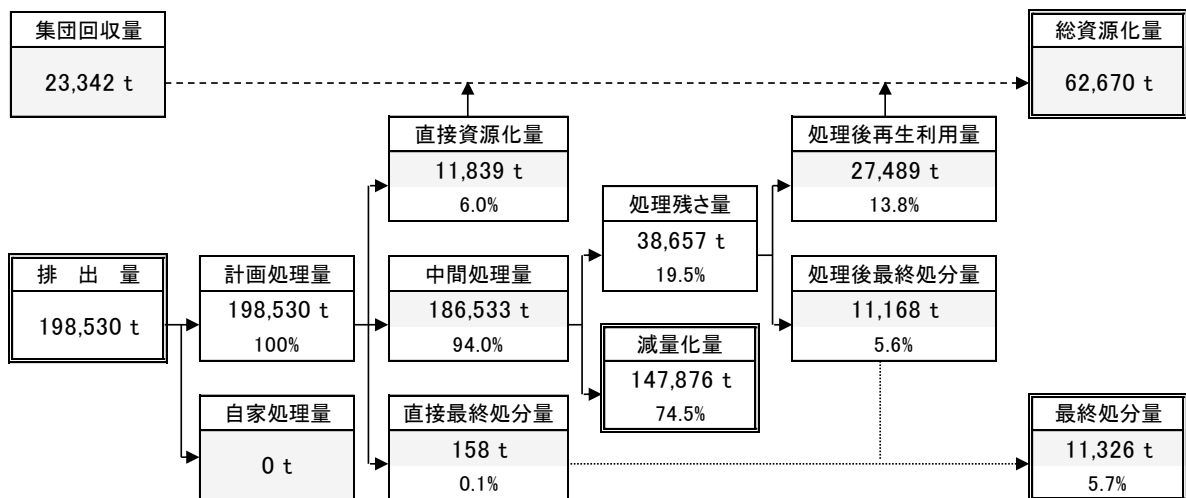 集団回収量
23,342 t
総資源化量
62,670 t
直接資源化量
11,839 t
6.0%
処理後再生利用量
27,489 t
13.8%
処理残さ量
38,657 t
19.5%
排 出 量
198,530 t
計画処理量
198,530 t
100%
中間処理量
186,533 t
94.0%
処理後最終処分量
11,168 t
5.6%
減量化量
147,876 t
74.5%
自家処理量
0 t
直接最終処分量
158 t
0.1%
最終処分量
11,326 t
5.7%